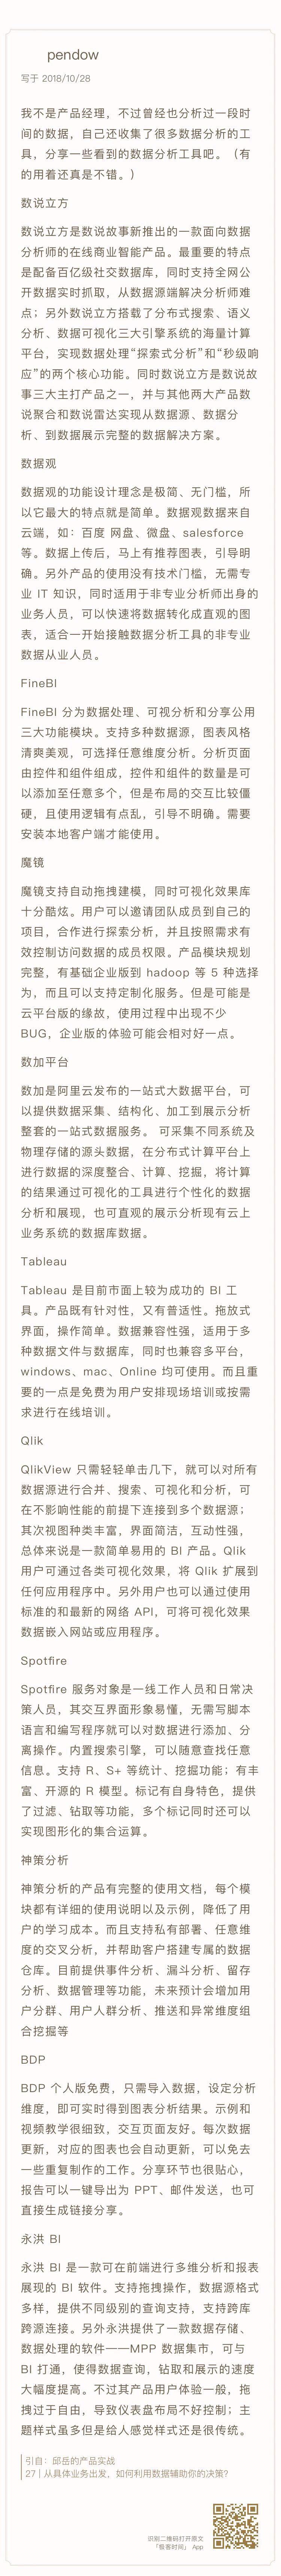 pendow
写于 2018/10/28
我不是产品经理，不过曾经也分析过一段时
间的数据，自己还收集了很多数据分析的工
具，分享一些看到的数据分析工具吧。（有
的用着还真是不错。）
数说立方
数说立方是数说故事新推出的一款面向数据
分析师的在线商业智能产品。最重要的特点
是配备百亿级社交数据库，同时支持全网公
开数据实时抓取，从数据源端解决分析师难
点；另外数说立方搭载了分布式搜索、语义
分析、数据可视化三大引擎系统的海量计算
平台，实现数据处理“探索式分析”和“秒级响
应”的两个核心功能。同时数说立方是数说故
事三大主打产品之一，并与其他两大产品数
说聚合和数说雷达实现从数据源、数据分
析、到数据展示完整的数据解决方案。
数据观
数据观的功能设计理念是极简、无门槛，所
以它最大的特点就是简单。数据观数据来自
云端，如：百度 网盘、微盘、salesforce
等。数据上传后，马上有推荐图表，引导明
确。另外产品的使用没有技术门槛，无需专
业 IT 知识，同时适用于非专业分析师出身的
业务人员，可以快速将数据转化成直观的图
表，适合一开始接触数据分析工具的非专业
数据从业人员。
FineBI
FineBI 分为数据处理、可视分析和分享公用
三大功能模块。支持多种数据源，图表风格
清爽美观，可选择任意维度分析。分析页面
由控件和组件组成，控件和组件的数量是可
以添加至任意多个，但是布局的交互比较僵
硬，且使用逻辑有点乱，引导不明确。需要
安装本地客户端才能使用。
魔镜
魔镜支持自动拖拽建模，同时可视化效果库
十分酷炫。用户可以邀请团队成员到自己的
项目，合作进行探索分析，并且按照需求有
效控制访问数据的成员权限。产品模块规划
完整，有基础企业版到 hadoop 等 5 种选择
为，而且可以支持定制化服务。但是可能是
云平台版的缘故，使用过程中出现不少
BUG，企业版的体验可能会相对好一点。
数加平台
数加是阿里云发布的一站式大数据平台，可
以提供数据采集、结构化、加工到展示分析
整套的一站式数据服务。 可采集不同系统及
物理存储的源头数据，在分布式计算平台上
进行数据的深度整合、计算、挖掘，将计算
的结果通过可视化的工具进行个性化的数据
分析和展现，也可直观的展示分析现有云上
业务系统的数据库数据。
Tableau
Tableau 是目前市面上较为成功的 BI 工
具。产品既有针对性，又有普适性。拖放式
界面，操作简单。数据兼容性强，适用于多
种数据文件与数据库，同时也兼容多平台，
windows、mac、Online 均可使用。而且重
要的一点是免费为用户安排现场培训或按需
求进行在线培训。
Qlik
QlikView 只需轻轻单击几下，就可以对所有
数据源进行合并、搜索、可视化和分析，可
在不影响性能的前提下连接到多个数据源；
其次视图种类丰富，界面简洁，互动性强，
总体来说是一款简单易用的 BI 产品。Qlik
用户可通过各类可视化效果，将 Qlik 扩展到
任何应用程序中。另外用户也可以通过使用
标准的和最新的网络 API，可将可视化效果
数据嵌入网站或应用程序。
Spotfire
Spotfire 服务对象是一线工作人员和日常决
策人员，其交互界面形象易懂，无需写脚本
语言和编写程序就可以对数据进行添加、分
离操作。内置搜索引擎，可以随意查找任意
信息。支持 R、S+ 等统计、挖掘功能；有丰
富、开源的 R 模型。标记有自身特色，提供
了过滤、钻取等功能，多个标记同时还可以
实现图形化的集合运算。
神策分析
神策分析的产品有完整的使用文档，每个模
块都有详细的使用说明以及示例，降低了用
户的学习成本。而且支持私有部署、任意维
度的交叉分析，并帮助客户搭建专属的数据
仓库。目前提供事件分析、漏斗分析、留存
分析、数据管理等功能，未来预计会增加用
户分群、用户人群分析、推送和异常维度组
合挖掘等
BDP
BDP 个人版免费，只需导入数据，设定分析
维度，即可实时得到图表分析结果。示例和
视频教学很细致，交互页面友好。每次数据
更新，对应的图表也会自动更新，可以免去
一些重复制作的工作。分享环节也很贴心，
报告可以一键导出为 PPT、邮件发送，也可
直接生成链接分享。
永洪 BI
永洪 BI 是一款可在前端进行多维分析和报表
展现的 BI 软件。支持拖拽操作，数据源格式
多样，提供不同级别的查询支持，支持跨库
跨源连接。另外永洪提供了一款数据存储、
数据处理的软件——MPP 数据集市，可与
BI 打通，使得数据查询，钻取和展示的速度
大幅度提高。不过其产品用户体验一般，拖
拽过于自由，导致仪表盘布局不好控制；主
题样式虽多但是给人感觉样式还是很传统。
引自：邱岳的产品实战
27 | 从具体业务出发，如何利用数据辅助你的决策？
识别二维码打开原文
「极客时间」 App